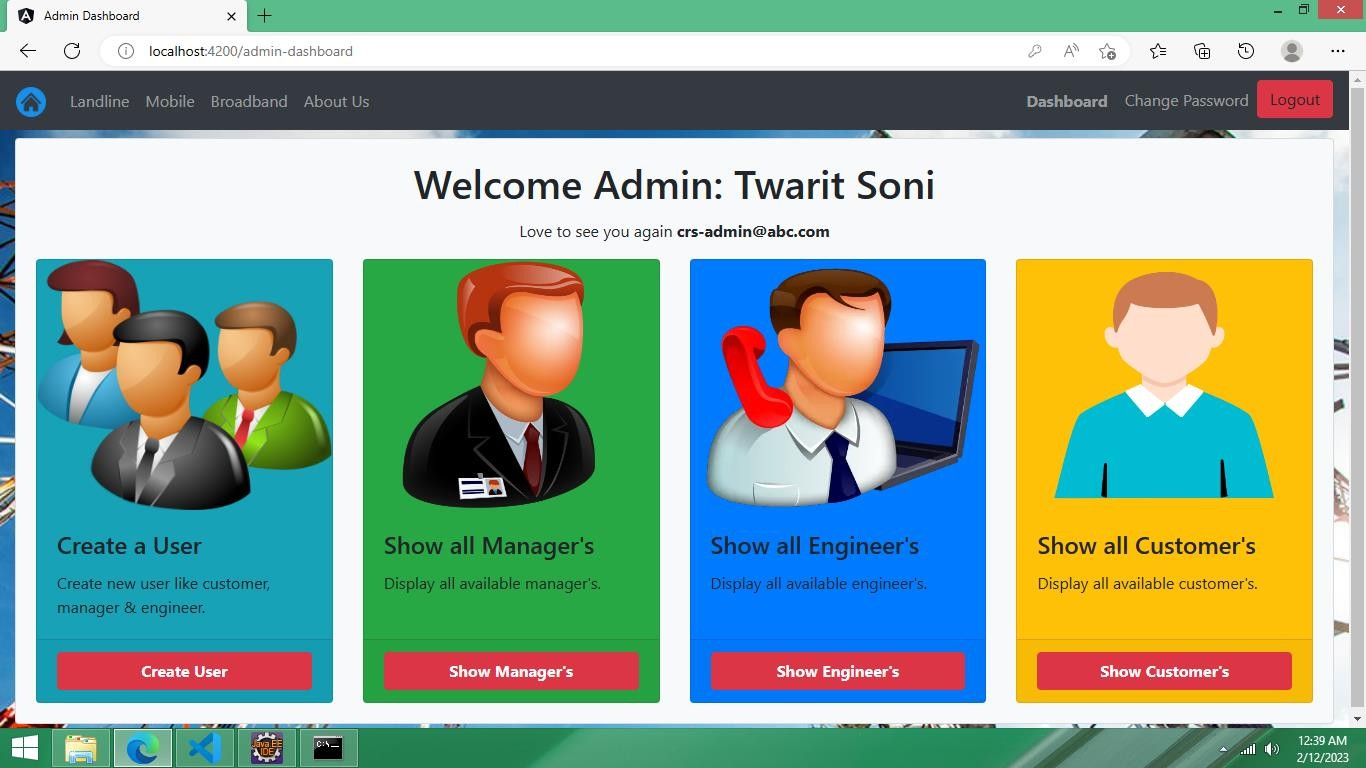 Admin Dashboard
localhost:4200/admin-dashboard
Landline Mobile Broadband About Us Dashboard Change Password Logout
Welcome Admin: Twarit Soni
Love to see you again crs-admin@abc.com
Create a User
Create new user like customer,
manager & engineer.
Create User
Show all Manager's
Display all available manager's.
Show Manager's
Show all Engineer's
Display all available engineer's.
Show Engineer's
Show all Customer's
Display all available customer's.
Show Customer's
Java EE
IDE
C:\_
12:39 AM
2/12/2023